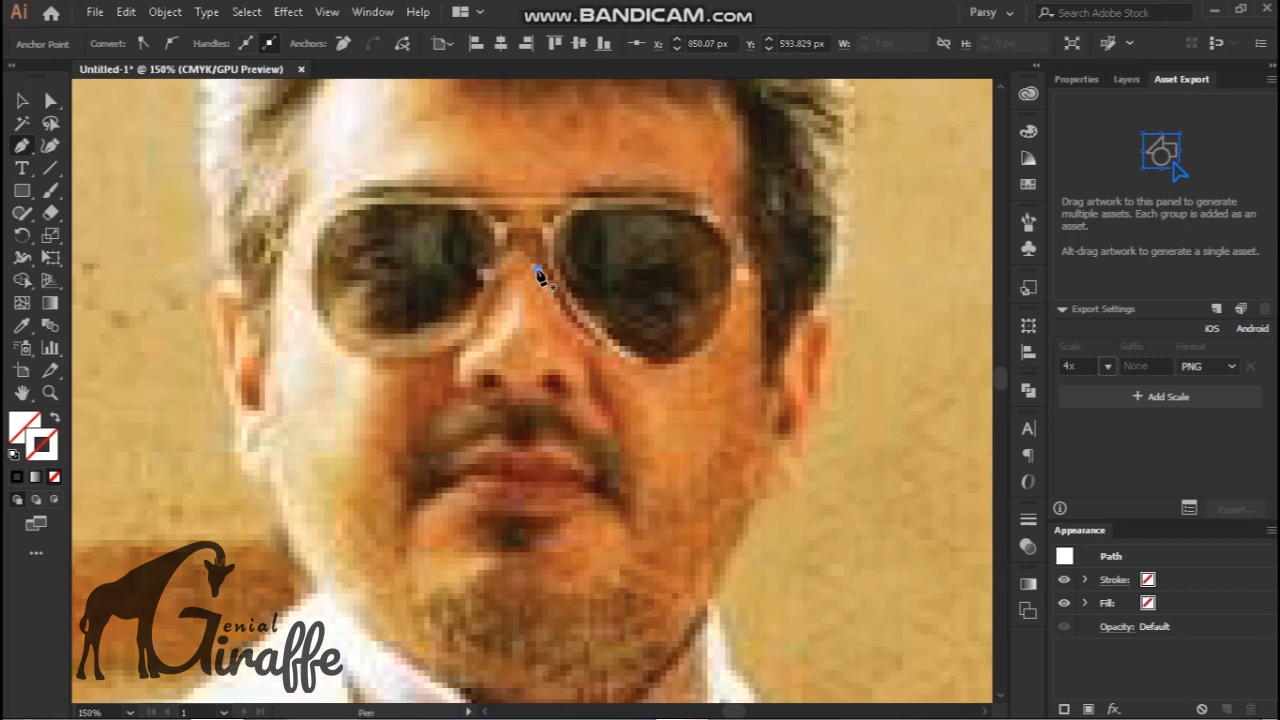 Ai File Edit Object Type Select Effect View Window Help www.BANDICAM.com Parsy Search Adobe Stock
Anchor Point Convert: Handles: Anchors: X: 850.07 px Y: 593.829 px W: 0 px H: 0 px
Untitled-1* @ 150% (CMYK/GPU Preview)
Properties Layers Asset Export
Drag artwork to this panel to generate
multiple assets. Each group is added as an
asset.
Alt-drag artwork to generate a single asset.
Export Settings
iOS Android
Scale Suffix Format
4x None PNG
+ Add Scale
Export...
Appearance
Path
Stroke:
Fill:
Opacity: Default
Genial
Giraffe
150% 1 Pen